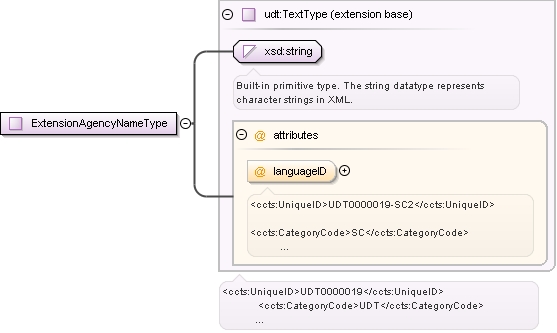 udt:TextType (extension base)
xsd:string
Built-in primitive type. The string datatype represents
character strings in XML.
ExtensionAgencyNameType
@ attributes
@ languageID
<ccts:UniqueID>UDT0000019-SC2</ccts:UniqueID>
<ccts:CategoryCode>SC</ccts:CategoryCode>
...
<ccts:UniqueID>UDT0000019</ccts:UniqueID>
<ccts:CategoryCode>UDT</ccts:CategoryCode>
...